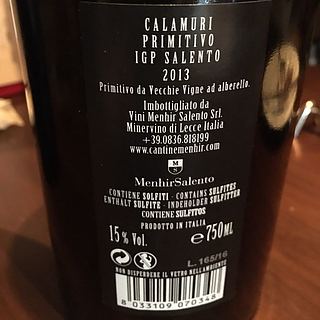 CALAMURI
PRIMITIVO
IGP SALENTO
2013
Primitivo da Vecchie Vigne ad alberello.
Imbottigliato da
Vini Menhir Salento Srl.
Minervino di Lecce Italia
+39.0836.818199
www.cantinemenhir.com
M
S
MenhirSalento
CONTIENE SOLFITI · CONTAINS SULFITES
ENTHALT SULFITE · INDEHOLDER SULFITTER
CONTIENE SULFITOS
PRODOTTO IN ITALIA
15% Vol. e750ML
L. 165/16
NON DISPERDERE IL VETRO NELL'AMBIENTE
8 033109 070348